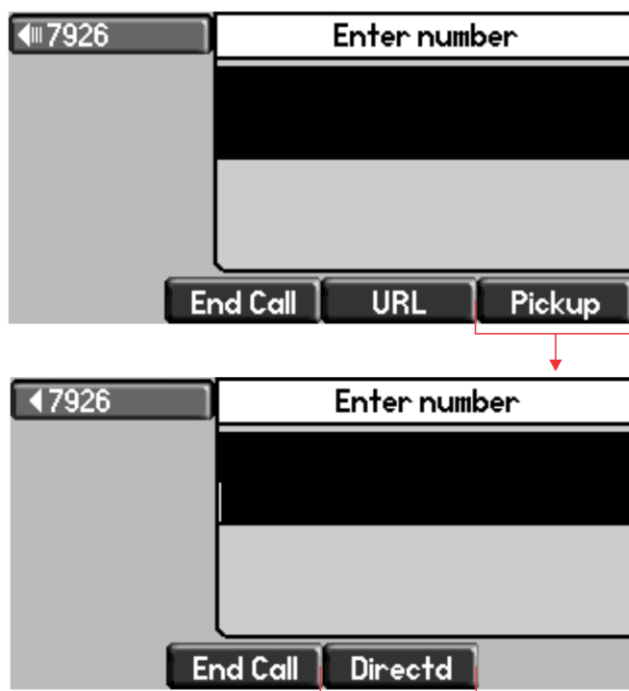 7926
Enter number
End Call URL Pickup
7926
Enter number
End Call Directd